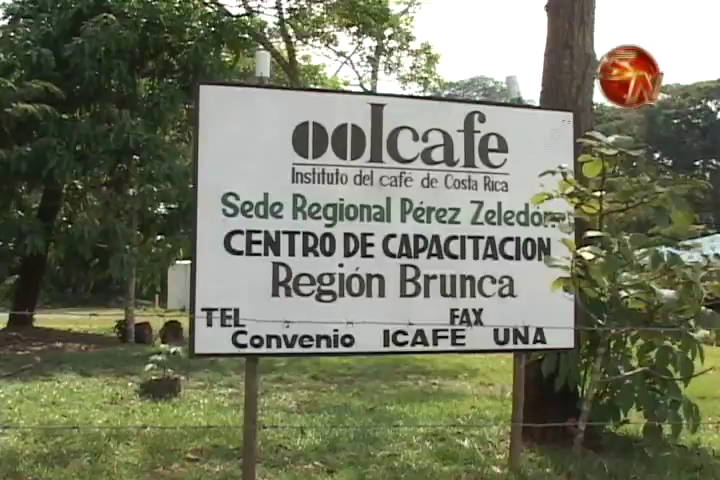 Icafe
Instituto del café de Costa Rica
Sede Regional Pérez Zeledón
CENTRO DE CAPACITACION
Región Brunca
TEL FAX
Convenio ICAFE UNA